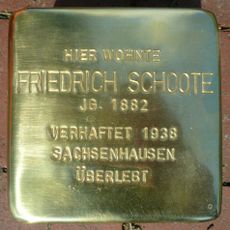 HIER WOHNTE
FRIEDRICH SCHOOTE
JG. 1882
VERHAFTET 1938
SACHSENHAUSEN
ÜBERLEBT